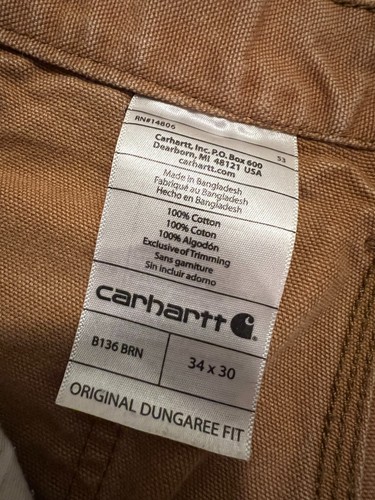 RN#14806
53
Carhartt, Inc. P.O. Box 600
Dearborn, MI 48121 USA
carhartt.com
Made in Bangladesh
Fabriqué au Bangladesh
Hecho en Bangladesh
100% Cotton
100% Coton
100% Algodón
Exclusive of Trimming
Sans garniture
Sin incluir adorno
carhartt
B136 BRN
34 x 30
ORIGINAL DUNGAREE FIT